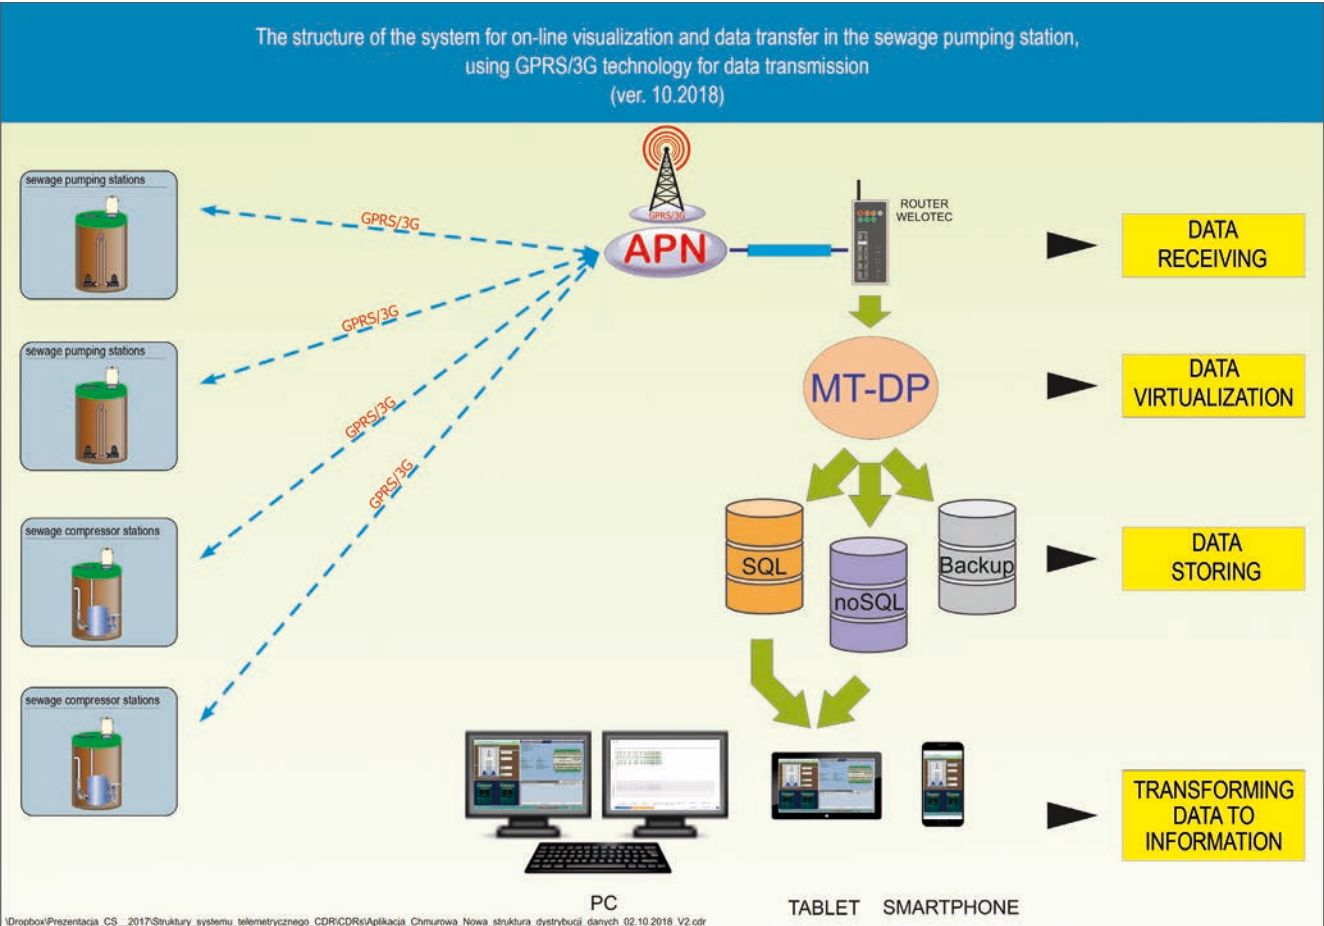 The structure of the system for on-line visualization and data transfer in the sewage pumping station,
using GPRS/3G technology for data transmission
(ver. 10.2018)
sewage pumping stations
GPRS/3G
GPRS/3G
APN
ROUTER
WELOTEC
DATA
RECEIVING
sewage pumping stations
GPRS/3G
MT-DP
DATA
VIRTUALIZATION
GPRS/3G
GPRS/3G
sewage compressor stations
SQL
noSQL
Backup
DATA
STORING
sewage compressor stations
TRANSFORMING
DATA TO
INFORMATION
PC
TABLET
SMARTPHONE
\Dropbox\Prezentacja_CS__2017\Struktury_systemu_telemetrycznego_CDR\CDRs\Aplikacja_Chmurowa_Nowa_struktura_dystrybucji_danych_02.10.2018_V2.cdr